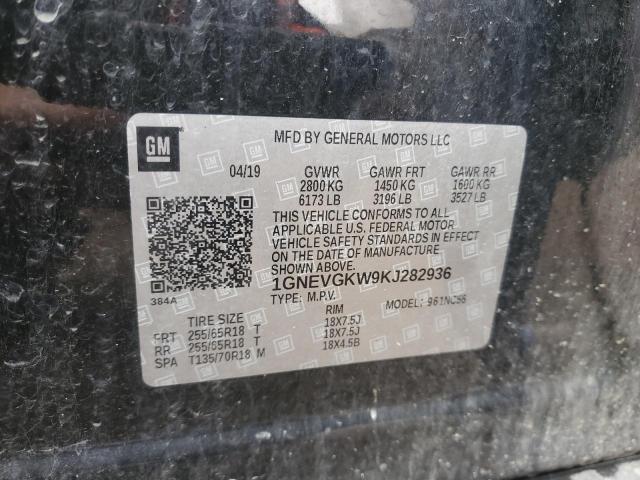 GM
MFD BY GENERAL MOTORS LLC
04/19 GVWR GAWR FRT GAWR RR
2800 KG 1450 KG 1600 KG
6173 LB 3196 LB 3527 LB
THIS VEHICLE CONFORMS TO ALL
APPLICABLE U.S. FEDERAL MOTOR
VEHICLE SAFETY STANDARDS IN EFFECT
ON THE DATE OF MANUFACTURE
SHOWN ABOVE.
384A
1GNEVGKW9KJ282936
TYPE: M.P.V. MODEL:
TIRE SIZE RIM
FRT 255/65R18 T 18X7.5J
RR 255/65R18 T 18X7.5J
SPA T135/70R18 M 18X4.5B